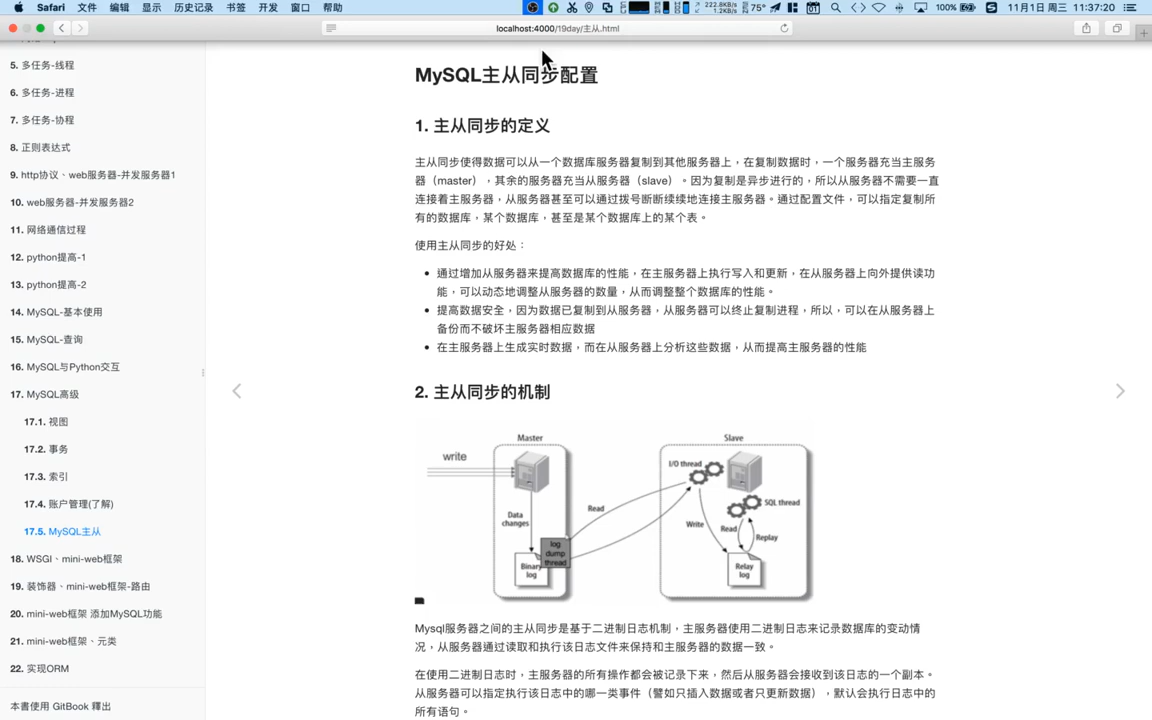 Safari 文件 编辑 显示 历史记录 书签 开发 窗口 帮助
222.8KB/s
1.2KB/s
75°
100%
11月1日 周三 11:37:20
localhost:4000/19day/主从.html
5. 多任务-线程
6. 多任务-进程
7. 多任务-协程
8. 正则表达式
9. http协议、web服务器-并发服务器1
10. web服务器-并发服务器2
11. 网络通信过程
12. python提高-1
13. python提高-2
14. MySQL-基本使用
15. MySQL-查询
16. MySQL与Python交互
17. MySQL高级
17.1. 视图
17.2. 事务
17.3. 索引
17.4. 账户管理(了解)
17.5. MySQL主从
18. WSGI、mini-web框架
19. 装饰器、mini-web框架-路由
20. mini-web框架 添加MySQL功能
21. mini-web框架、元类
22. 实现ORM
本書使用 GitBook 釋出
MySQL主从同步配置
1. 主从同步的定义
主从同步使得数据可以从一个数据库服务器复制到其他服务器上，在复制数据时，一个服务器充当主服务
器（master），其余的服务器充当从服务器（slave）。因为复制是异步进行的，所以从服务器不需要一直
连接着主服务器，从服务器甚至可以通过拨号断断续续地连接主服务器。通过配置文件，可以指定复制所
有的数据库，某个数据库，甚至是某个数据库上的某个表。
使用主从同步的好处：
• 通过增加从服务器来提高数据库的性能，在主服务器上执行写入和更新，在从服务器上向外提供读功
能，可以动态地调整从服务器的数量，从而调整整个数据库的性能。
• 提高数据安全，因为数据已复制到从服务器，从服务器可以终止复制进程，所以，可以在从服务器上
备份而不破坏主服务器相应数据
• 在主服务器上生成实时数据，而在从服务器上分析这些数据，从而提高主服务器的性能
2. 主从同步的机制
Master
Slave
write
I/O thread
SQL thread
Data
changes
Read
Write
Read
Replay
log
dump
thread
Binary
log
Relay
log
Mysql服务器之间的主从同步是基于二进制日志机制，主服务器使用二进制日志来记录数据库的变动情
况，从服务器通过读取和执行该日志文件来保持和主服务器的数据一致。
在使用二进制日志时，主服务器的所有操作都会被记录下来，然后从服务器会接收到该日志的一个副本。
从服务器可以指定执行该日志中的哪一类事件（譬如只插入数据或者只更新数据），默认会执行日志中的
所有语句。